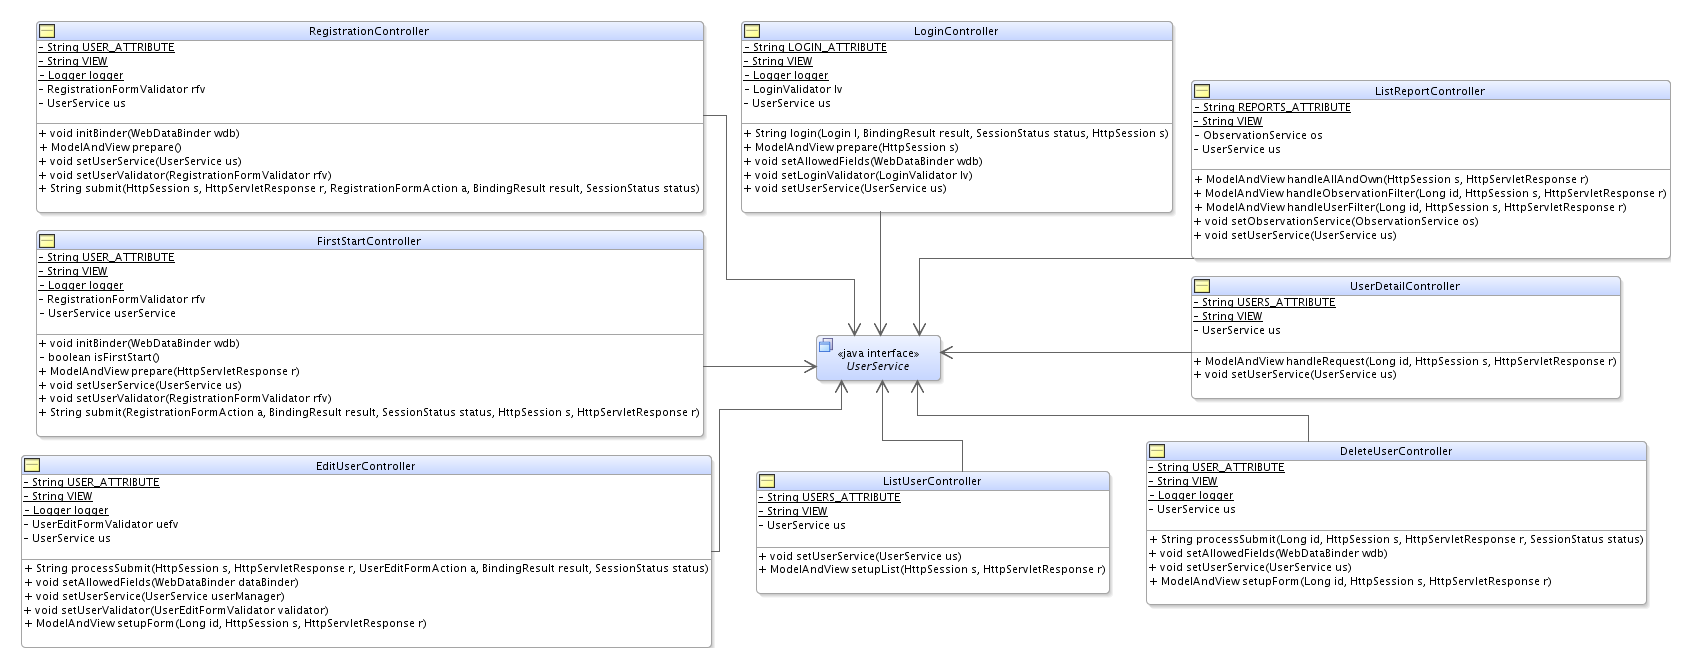 RegistrationController
- String USER_ATTRIBUTE
- String VIEW
- Logger logger
- RegistrationFormValidator rfv
- UserService us
+ void initBinder(WebDataBinder wdb)
+ ModelAndView prepare()
+ void setUserService(UserService us)
+ void setUserValidator(RegistrationFormValidator rfv)
+ String submit(HttpSession s, HttpServletResponse r, RegistrationFormAction a, BindingResult result, SessionStatus status)
LoginController
- String LOGIN_ATTRIBUTE
- String VIEW
- Logger logger
- LoginValidator lv
- UserService us
+ String login(Login l, BindingResult result, SessionStatus status, HttpSession s)
+ ModelAndView prepare(HttpSession s)
+ void setAllowedFields(WebDataBinder wdb)
+ void setLoginValidator(LoginValidator lv)
+ void setUserService(UserService us)
ListReportController
- String REPORTS_ATTRIBUTE
- String VIEW
- ObservationService os
- UserService us
+ ModelAndView handleAllAndOwn(HttpSession s, HttpServletResponse r)
+ ModelAndView handleObservationFilter(Long id, HttpSession s, HttpServletResponse r)
+ ModelAndView handleUserFilter(Long id, HttpSession s, HttpServletResponse r)
+ void setObservationService(ObservationService os)
+ void setUserService(UserService us)
FirstStartController
- String USER_ATTRIBUTE
- String VIEW
- Logger logger
- RegistrationFormValidator rfv
- UserService userService
+ void initBinder(WebDataBinder wdb)
- boolean isFirstStart()
+ ModelAndView prepare(HttpServletResponse r)
+ void setUserService(UserService us)
+ void setUserValidator(RegistrationFormValidator rfv)
+ String submit(RegistrationFormAction a, BindingResult result, SessionStatus status, HttpSession s, HttpServletResponse r)
«java interface»
UserService
UserDetailController
- String USERS_ATTRIBUTE
- String VIEW
- UserService us
+ ModelAndView handleRequest(Long id, HttpSession s, HttpServletResponse r)
+ void setUserService(UserService us)
EditUserController
- String USER_ATTRIBUTE
- String VIEW
- Logger logger
- UserEditFormValidator uefv
- UserService us
+ String processSubmit(HttpSession s, HttpServletResponse r, UserEditFormAction a, BindingResult result, SessionStatus status)
+ void setAllowedFields(WebDataBinder dataBinder)
+ void setUserService(UserService userManager)
+ void setUserValidator(UserEditFormValidator validator)
+ ModelAndView setupForm(Long id, HttpSession s, HttpServletResponse r)
ListUserController
- String USERS_ATTRIBUTE
- String VIEW
- UserService us
+ void setUserService(UserService us)
+ ModelAndView setupList(HttpSession s, HttpServletResponse r)
DeleteUserController
- String USER_ATTRIBUTE
- String VIEW
- Logger logger
- UserService us
+ String processSubmit(Long id, HttpSession s, HttpServletResponse r, SessionStatus status)
+ void setAllowedFields(WebDataBinder wdb)
+ void setUserService(UserService us)
+ ModelAndView setupForm(Long id, HttpSession s, HttpServletResponse r)